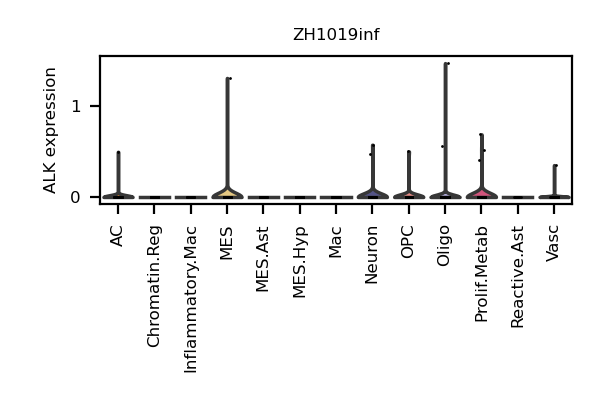 ZH1019inf
ALK expression
1
0
AC
Chromatin.Reg
Inflammatory.Mac
MES
MES.Ast
MES.Hyp
Mac
Neuron
OPC
Oligo
Prolif.Metab
Reactive.Ast
Vasc